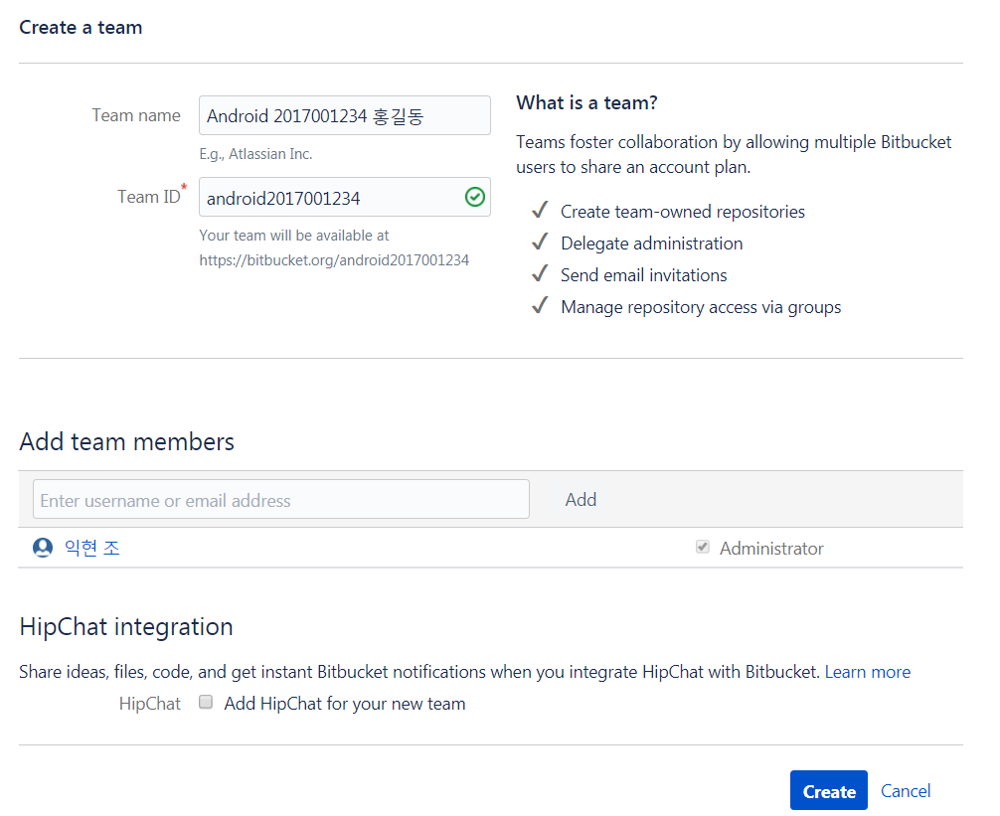 Create a team
Team name
Android 2017001234 홍길동
E.g., Atlassian Inc.
Team ID*
android2017001234
Your team will be available at
https://bitbucket.org/android2017001234
What is a team?
Teams foster collaboration by allowing multiple Bitbucket
users to share an account plan.
Create team-owned repositories
Delegate administration
Send email invitations
Manage repository access via groups
Add team members
Enter username or email address
Add
익현 조
Administrator
HipChat integration
Share ideas, files, code, and get instant Bitbucket notifications when you integrate HipChat with Bitbucket. Learn more
HipChat
Add HipChat for your new team
Create
Cancel